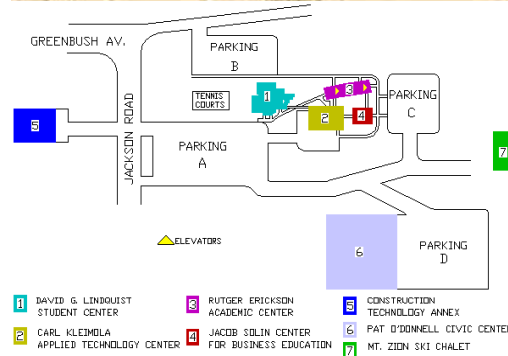 GREENBUSH AV.
PARKING
B
JACKSON ROAD
TENNIS
COURTS
1
3
PARKING
C
2
4
5
PARKING
A
7
ELEVATORS
6
PARKING
D
1 DAVID G. LINDQUIST
STUDENT CENTER
2 CARL KLEIMOLA
APPLIED TECHNOLOGY CENTER
3 RUTGER ERICKSON
ACADEMIC CENTER
4 JACOB SOLIN CENTER
FOR BUSINESS EDUCATION
5 CONSTRUCTION
TECHNOLOGY ANNEX
6 PAT O'DONNELL CIVIC CENTER
7 MT. ZION SKI CHALET